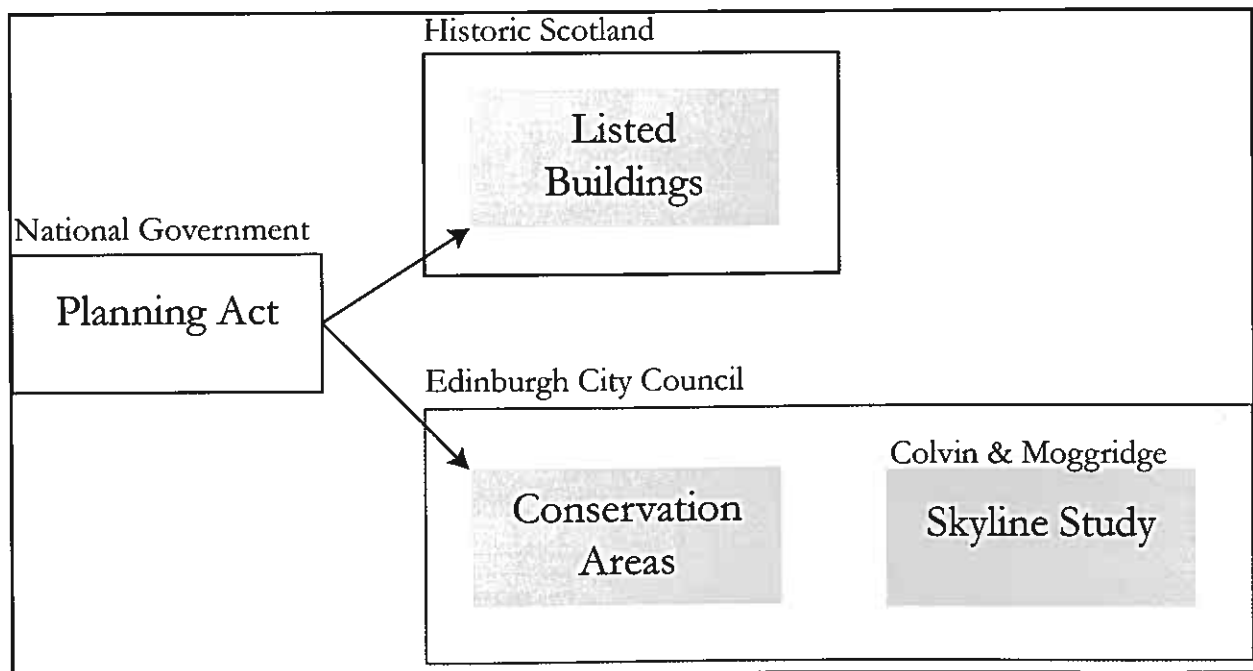 Historic Scotland
Listed
Buildings
National Government
Planning Act
Edinburgh City Council
Colvin & Moggridge
Conservation
Areas
Skyline Study